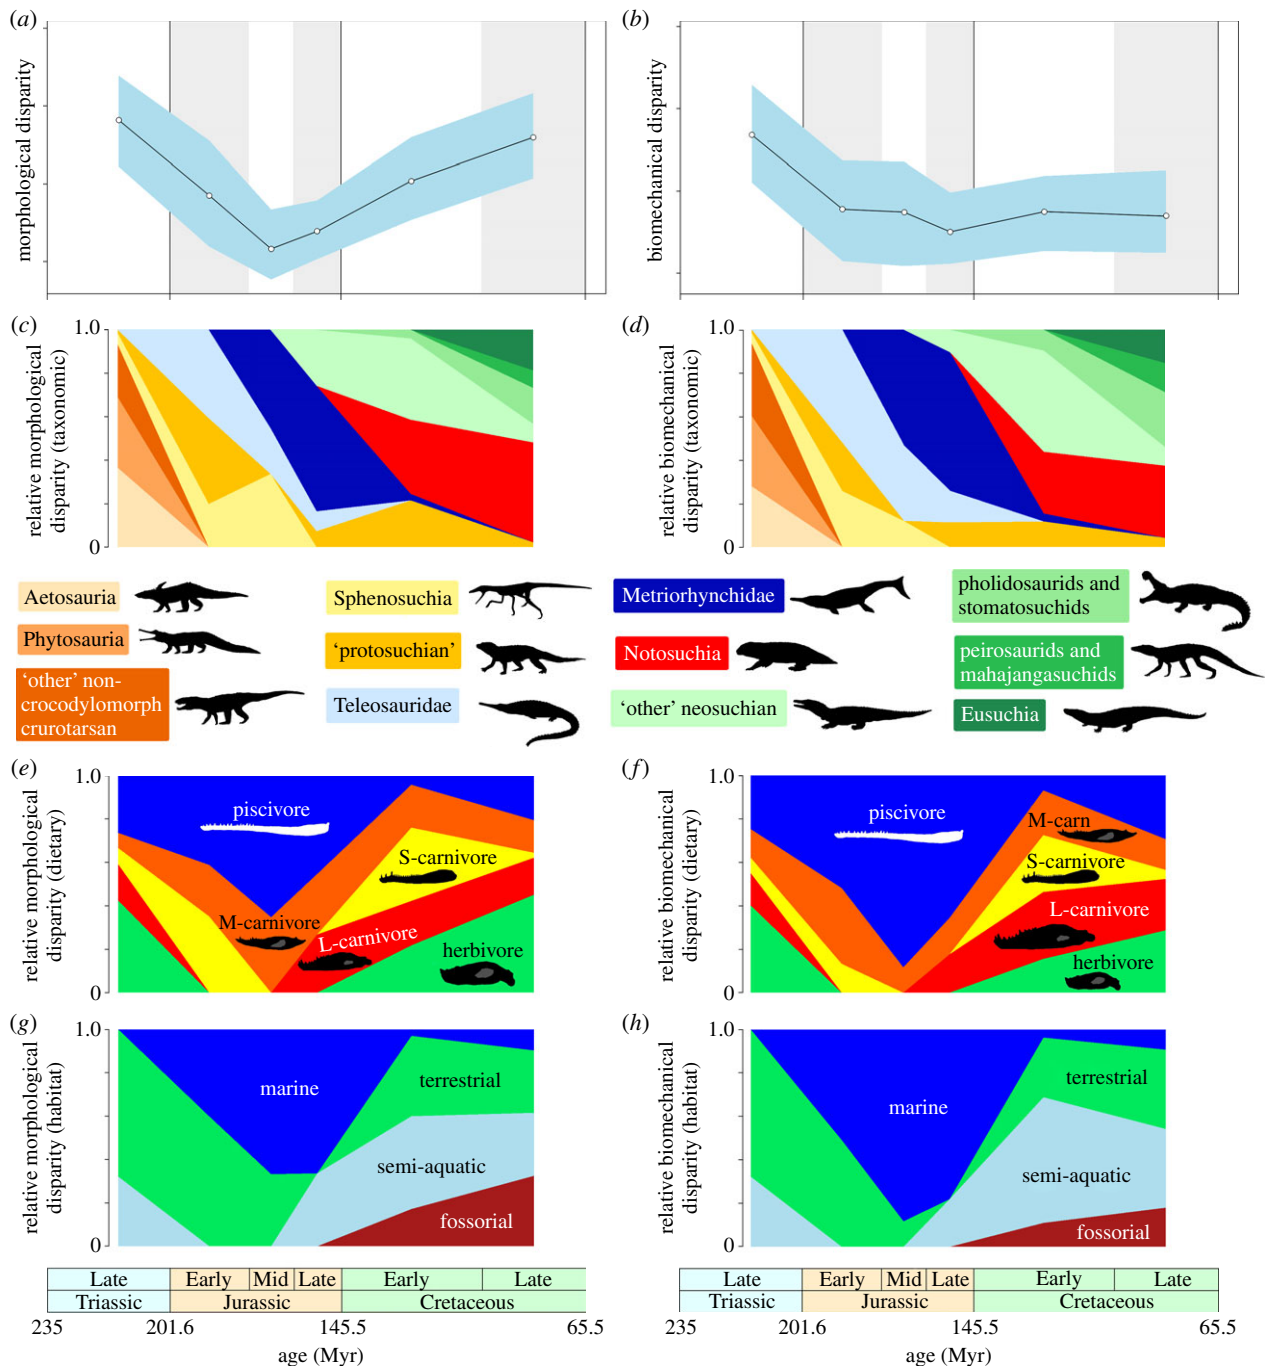 (a)
morphological disparity
(b)
biomechanical disparity
(c)
1.0
0
relative morphological
disparity (taxonomic)
(d)
1.0
0
relative biomechanical
disparity (taxonomic)
Aetosauria
Phytosauria
‘other’ non-
crocodylomorph
crurotarsan
Sphenosuchia
‘protosuchian’
Teleosauridae
Metriorhynchidae
Notosuchia
‘other’ neosuchian
pholidosaurids and
stomatosuchids
peirosaurids and
mahajangasuchids
Eusuchia
(e)
1.0
0
relative morphological
disparity (dietary)
piscivore
S-carnivore
M-carnivore
L-carnivore
herbivore
(f)
1.0
0
relative biomechanical
disparity (dietary)
piscivore
M-carn
S-carnivore
L-carnivore
herbivore
(g)
1.0
0
relative morphological
disparity (habitat)
marine
terrestrial
semi-aquatic
fossorial
(h)
1.0
0
relative biomechanical
disparity (habitat)
marine
terrestrial
semi-aquatic
fossorial
Late Early Mid Late Early Late
Triassic Jurassic Cretaceous
235 201.6 145.5 65.5
age (Myr)
Late Early Mid Late Early Late
Triassic Jurassic Cretaceous
235 201.6 145.5 65.5
age (Myr)